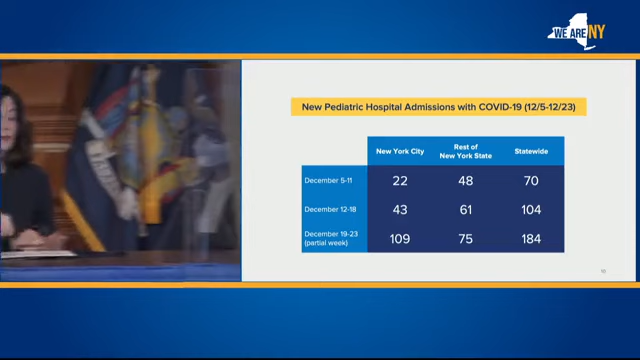 WE ARE NY
New Pediatric Hospital Admissions with COVID-19 (12/5-12/23)
New York City
Rest of
New York State
Statewide
December 5-11
22
48
70
December 12-18
43
61
104
December 19-23
(partial week)
109
75
184
10